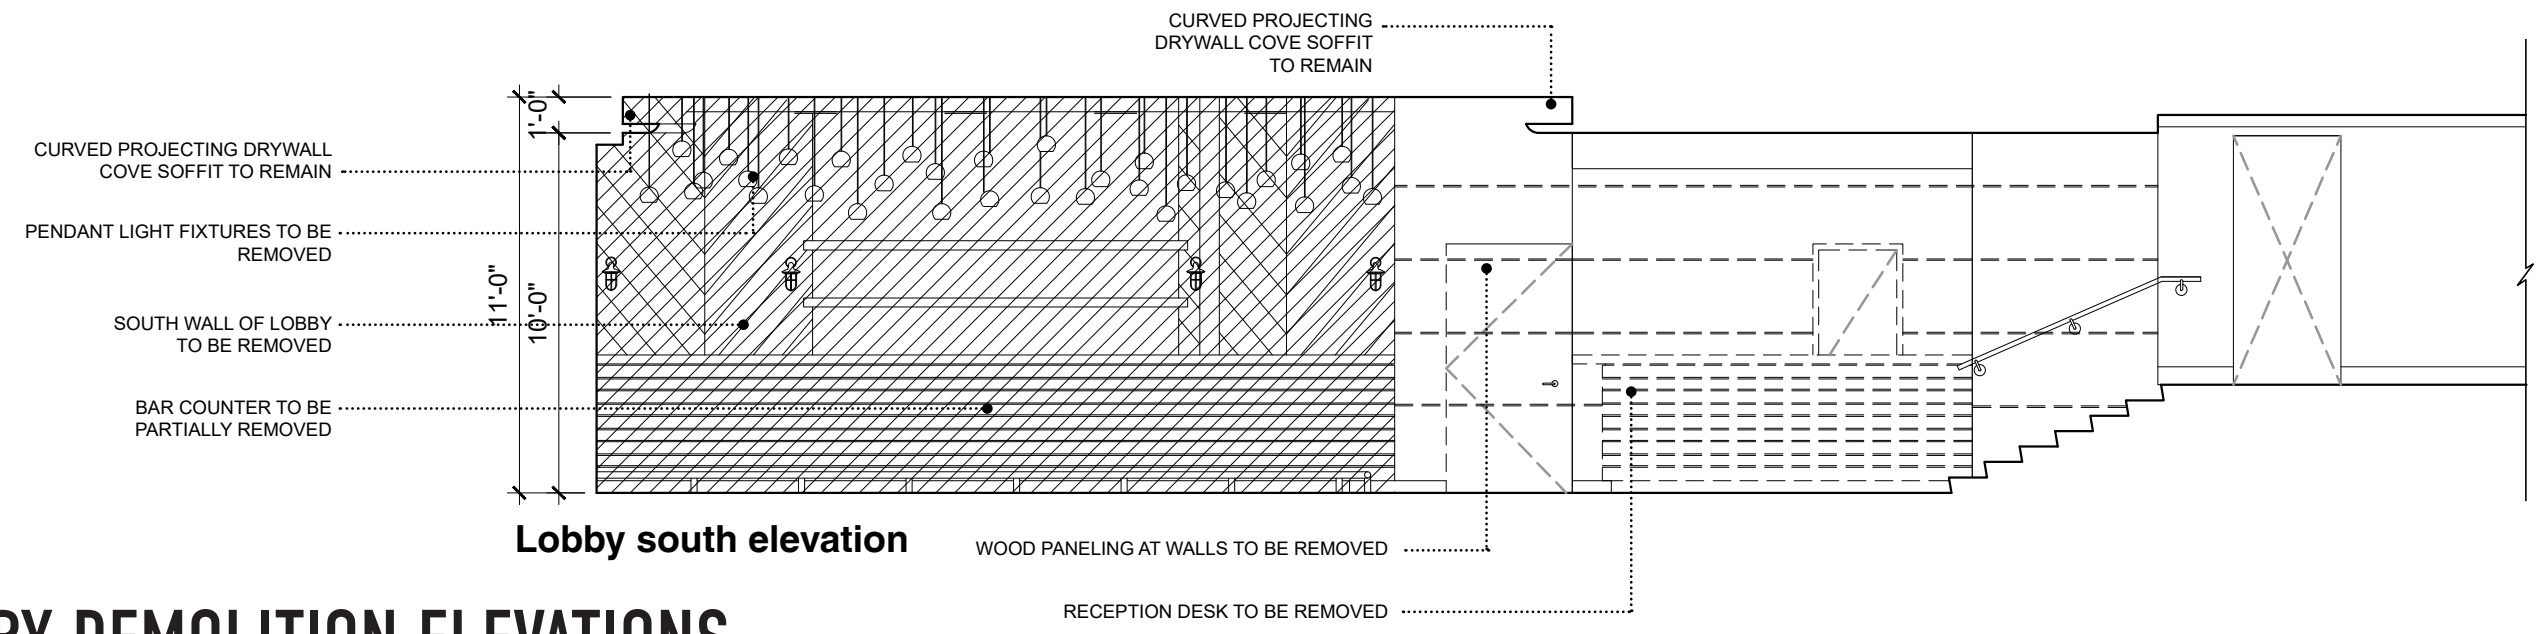 CURVED PROJECTING
DRYWALL COVE SOFFIT
TO REMAIN
1'-0"
CURVED PROJECTING DRYWALL
COVE SOFFIT TO REMAIN
PENDANT LIGHT FIXTURES TO BE
REMOVED
11'-0"
10'-0"
SOUTH WALL OF LOBBY
TO BE REMOVED
BAR COUNTER TO BE
PARTIALLY REMOVED
Lobby south elevation
WOOD PANELING AT WALLS TO BE REMOVED
RECEPTION DESK TO BE REMOVED
DEMOLITION ELEVATIONS